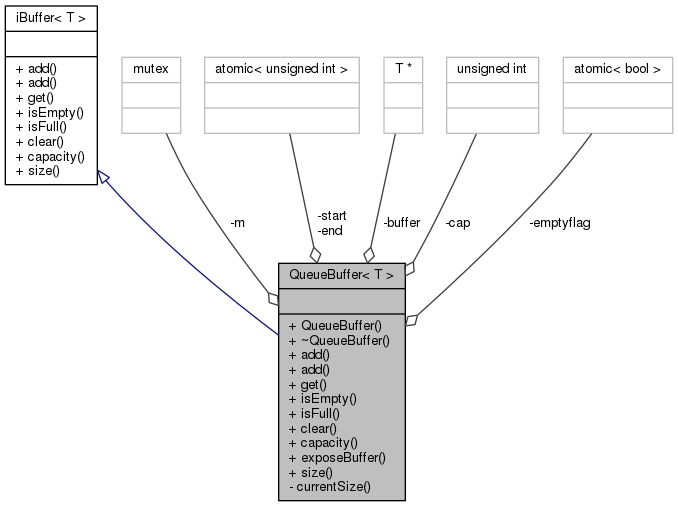 iBuffer< T >
+ add()
+ add()
+ get()
+ isEmpty()
+ isFull()
+ clear()
+ capacity()
+ size()
mutex
atomic< unsigned int >
T *
unsigned int
atomic< bool >
-m
-start
-end
-buffer
-cap
-emptyflag
QueueBuffer< T >
+ QueueBuffer()
+ ~QueueBuffer()
+ add()
+ add()
+ get()
+ isEmpty()
+ isFull()
+ clear()
+ capacity()
+ exposeBuffer()
+ size()
- currentSize()